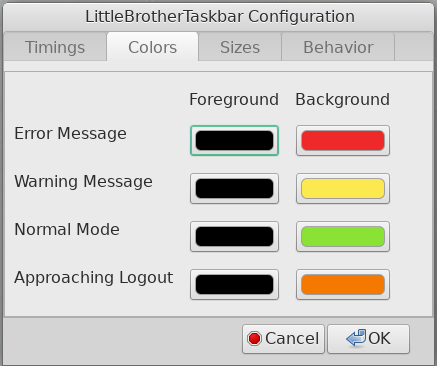 LittleBrotherTaskbar Configuration
Timings Colors Sizes Behavior
Foreground Background
Error Message
Warning Message
Normal Mode
Approaching Logout
Cancel OK